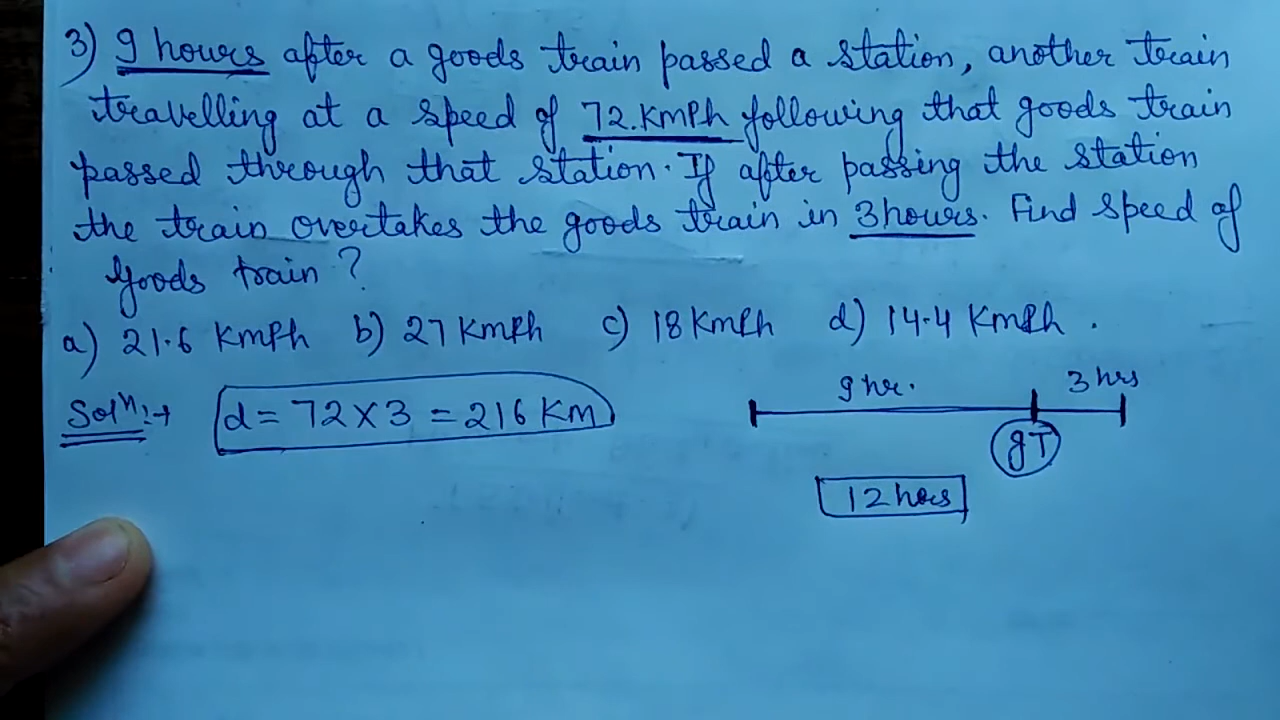 3) 9 hours after a goods train passed a station, another train
travelling at a speed of 72.KMPh following that goods train
passed through that station. If after passing the station
the train overtakes the goods train in 3 hours. Find speed of
goods train ?
a) 21.6 KMPh b) 27 KMPh c) 18 KMPh d) 14.4 KMPh .
Solⁿ:→ d = 72 X 3 = 216 KM
9 hr. 3 hrs
gT
12 hors